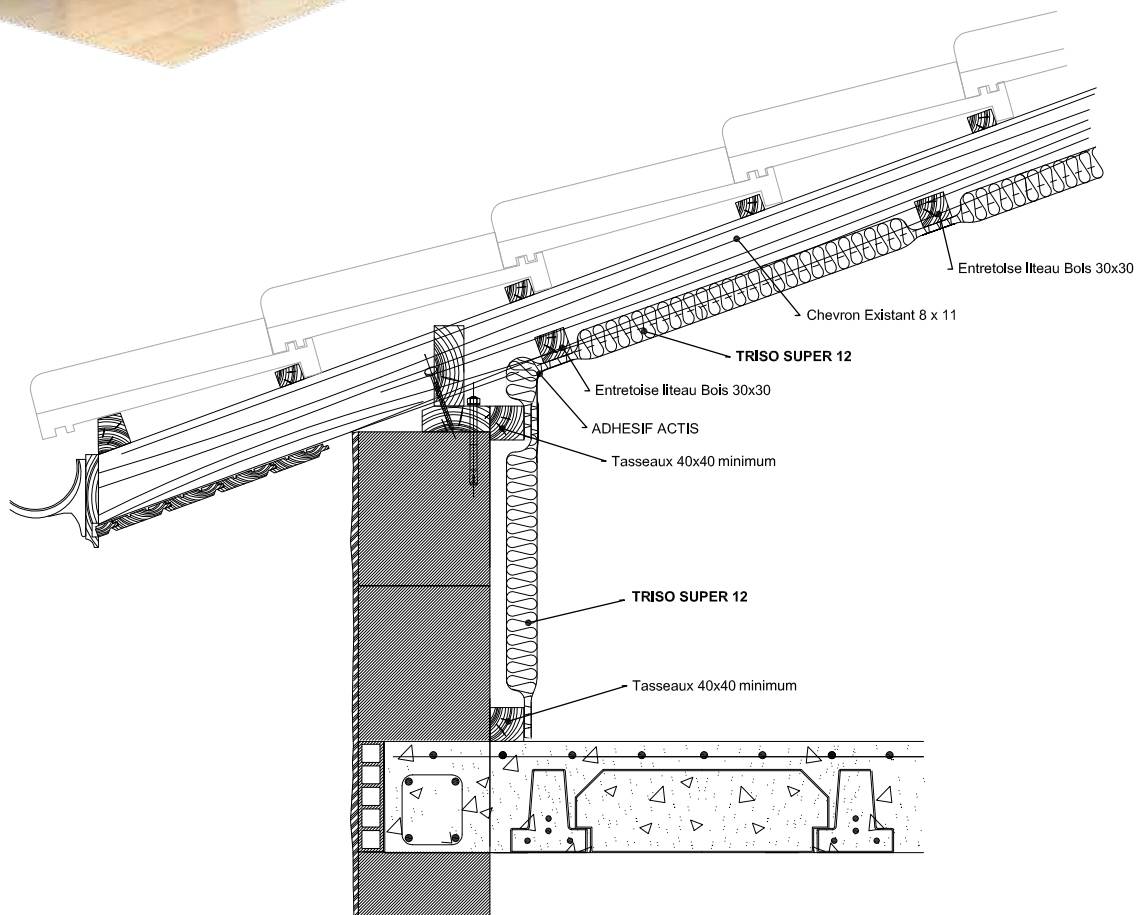 Entretoise liteau Bois 30x30
Chevron Existant 8 x 11
TRISO SUPER 12
Entretoise liteau Bois 30x30
ADHESIF ACTIS
Tasseaux 40x40 minimum
TRISO SUPER 12
Tasseaux 40x40 minimum